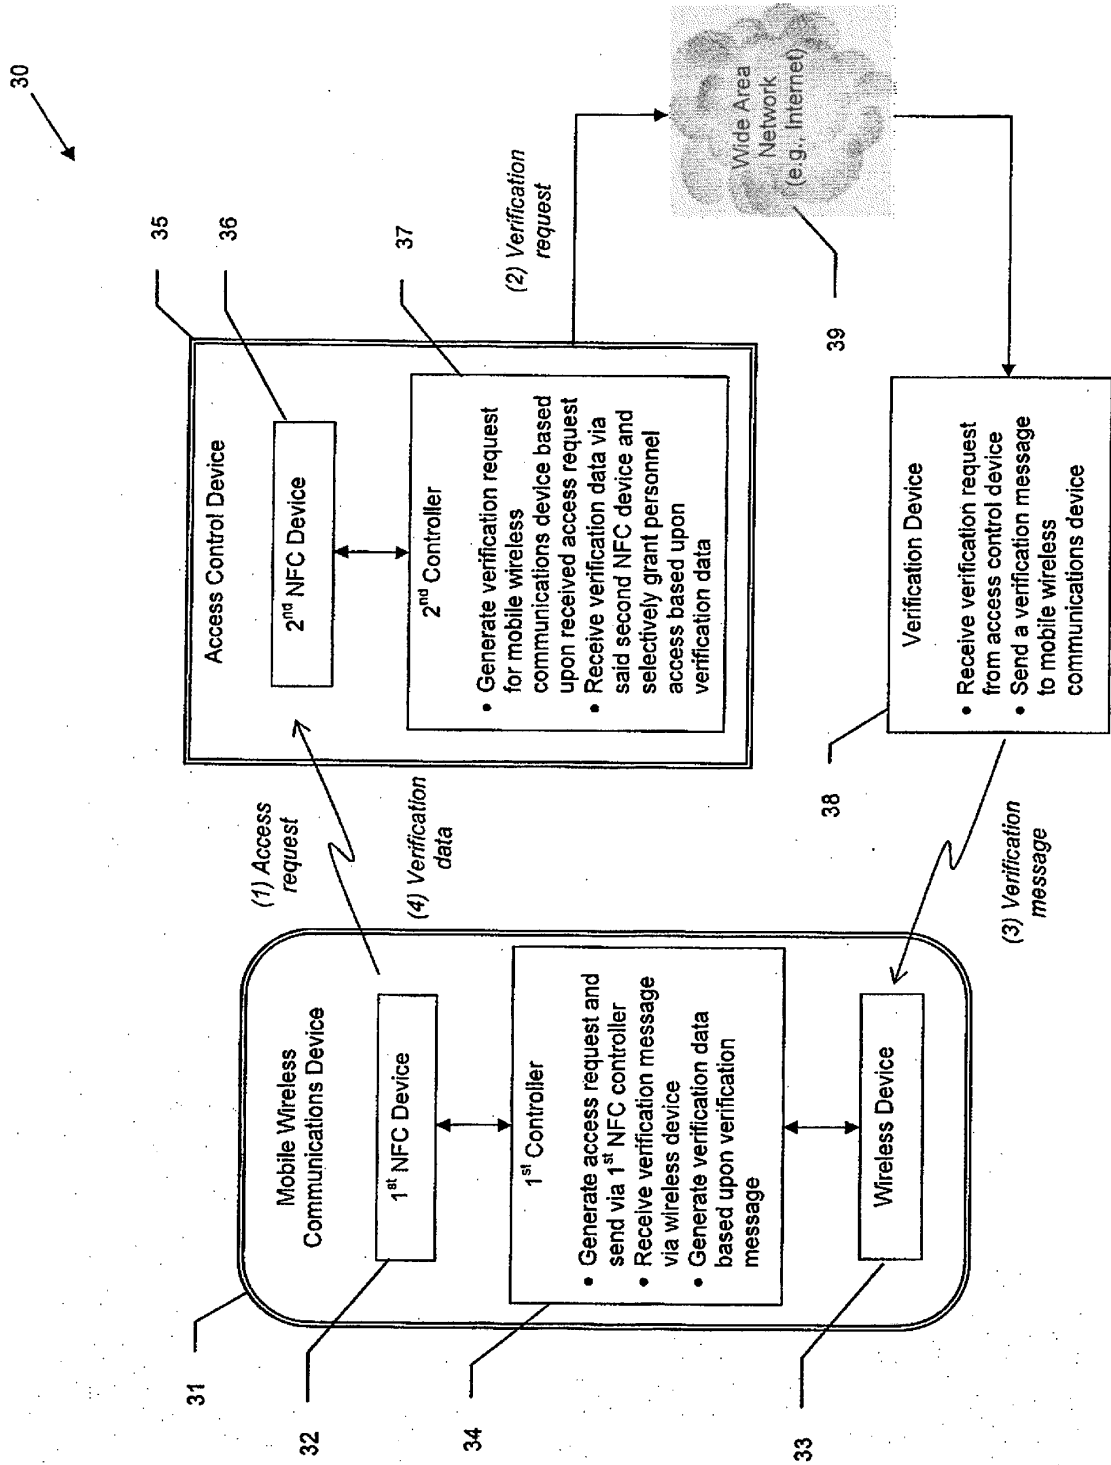 30
31
Mobile Wireless
Communications Device
32
1st NFC Device
34
1st Controller
• Generate access request and
send via 1st NFC controller
• Receive verification message
via wireless device
• Generate verification data
based upon verification
message
33
Wireless Device
(1) Access
request
(4) Verification
data
35
Access Control Device
36
2nd NFC Device
37
2nd Controller
• Generate verification request
for mobile wireless
communications device based
upon received access request
• Receive verification data via
said second NFC device and
selectively grant personnel
access based upon
verification data
(2) Verification
request
Wide Area
Network
(e.g., Internet)
39
38
Verification Device
• Receive verification request
from access control device
• Send a verification message
to mobile wireless
communications device
(3) Verification
message